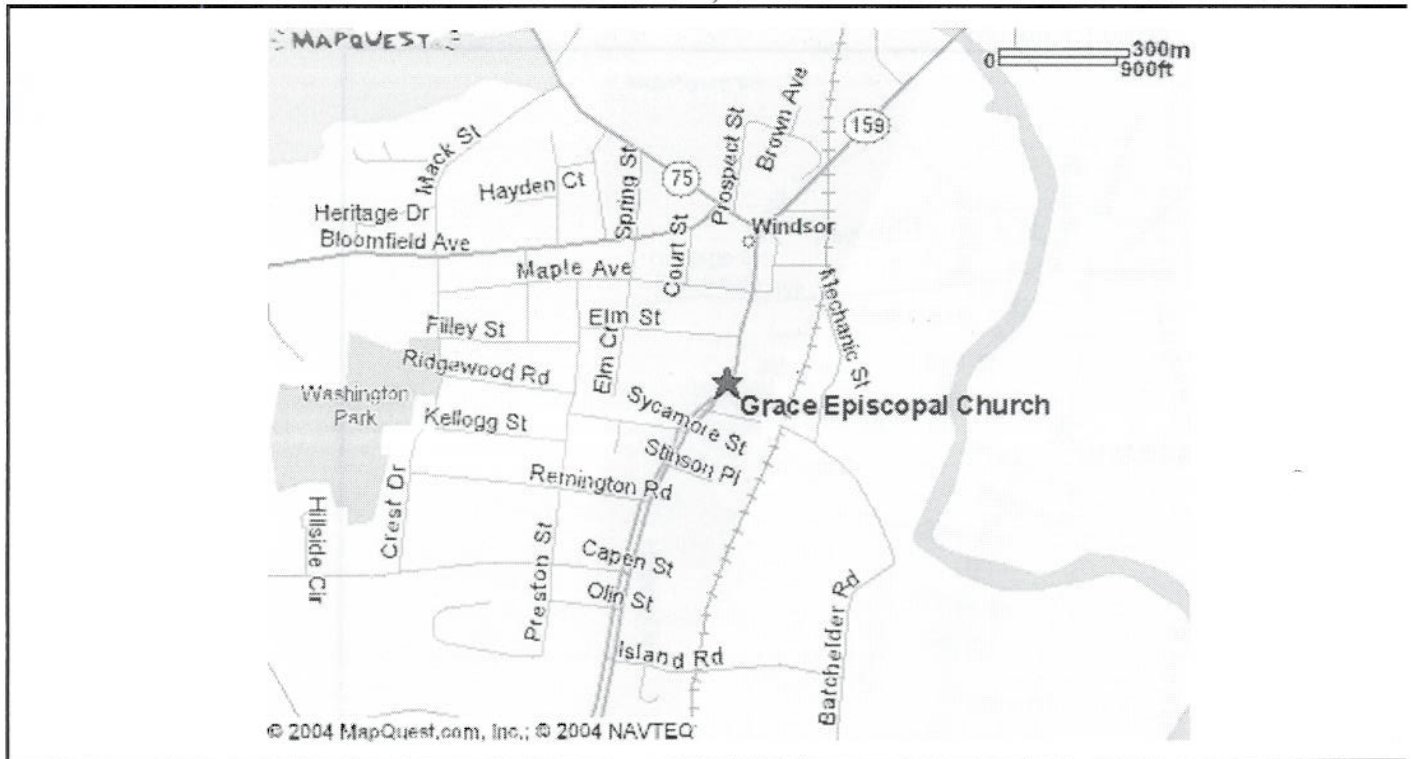 MAPQUEST
0 300m
900ft
159
Brown Ave
Prospect St
Mack St
75
Hayden Ct
Spring St
Heritage Dr
Court St
Windsor
Bloomfield Ave
Maple Ave
Mechanic St
Elm St
Filley St
Elm Ct
Ridgewood Rd
Washington
Park
Sycamore St
Grace Episcopal Church
Kellogg St
Stinson Pl
Remington Rd
Crest Dr
Hillside Cir
Preston St
Capen St
Olin St
Batchelder Rd
Island Rd
© 2004 MapQuest.com, Inc.; © 2004 NAVTEQ